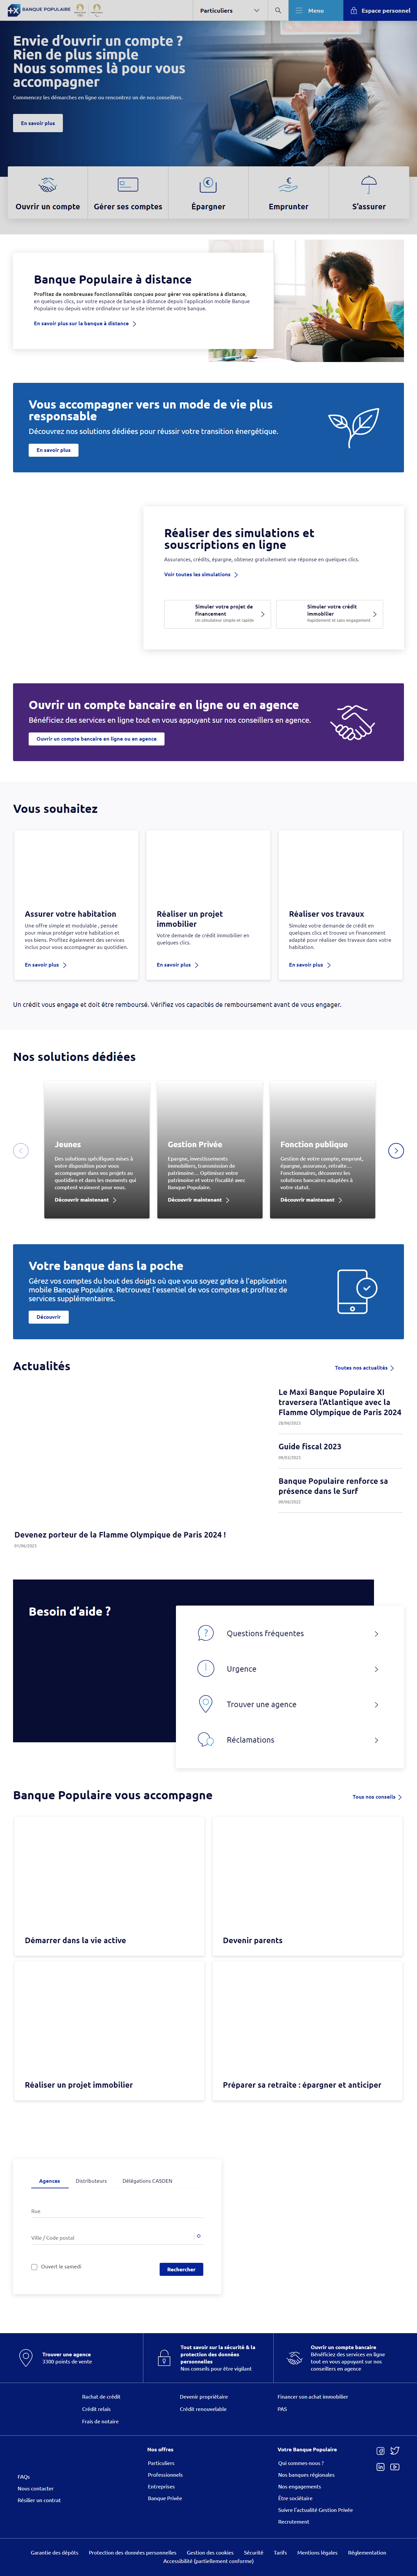 BANQUE POPULAIRE
Particuliers
Menu
Espace personnel
Envie d'ouvrir un compte ?
Rien de plus simple
Nous sommes là pour vous
accompagner
Commencez les démarches en ligne ou rencontrez un de nos conseillers.
En savoir plus
Ouvrir un compte
Gérer ses comptes
Épargner
Emprunter
S'assurer
Banque Populaire à distance
Profitez de nombreuses fonctionnalités conçues pour gérer vos opérations à distance,
en quelques clics, sur votre espace de banque à distance depuis l'application mobile Banque
Populaire ou depuis votre ordinateur sur le site internet de votre banque.
En savoir plus sur la banque à distance
Vous accompagner vers un mode de vie plus
responsable
Découvrez nos solutions dédiées pour réussir votre transition énergétique.
En savoir plus
Réaliser des simulations et
souscriptions en ligne
Assurances, crédits, épargne, obtenez gratuitement une réponse en quelques clics.
Voir toutes les simulations
Simuler votre projet de
financement
Un simulateur simple et rapide
Simuler votre crédit
immobilier
Rapidement et sans engagement
Ouvrir un compte bancaire en ligne ou en agence
Bénéficiez des services en ligne tout en vous appuyant sur nos conseillers en agence.
Ouvrir un compte bancaire en ligne ou en agence
Vous souhaitez
Assurer votre habitation
Une offre simple et modulable , pensée
pour mieux protéger votre habitation et
vos biens. Profitez également des services
inclus pour vous accompagner au quotidien.
En savoir plus
Réaliser un projet
immobilier
Votre demande de crédit immobilier en
quelques clics.
En savoir plus
Réaliser vos travaux
Simulez votre demande de crédit en
quelques clics et trouvez un financement
adapté pour réaliser des travaux dans votre
habitation.
En savoir plus
Un crédit vous engage et doit être remboursé. Vérifiez vos capacités de remboursement avant de vous engager.
Nos solutions dédiées
Jeunes
Des solutions spécifiques mises à
votre disposition pour vous
accompagner dans vos projets au
quotidien et dans les moments qui
comptent vraiment pour vous.
Découvrir maintenant
Gestion Privée
Epargne, investissements
immobiliers, transmission de
patrimoine… Optimisez votre
patrimoine et votre fiscalité avec
Banque Populaire.
Découvrir maintenant
Fonction publique
Gestion de votre compte, emprunt,
épargne, assurance, retraite…
Fonctionnaires, découvrez les
solutions bancaires adaptées à
votre statut.
Découvrir maintenant
Votre banque dans la poche
Gérez vos comptes du bout des doigts où que vous soyez grâce à l'application
mobile Banque Populaire. Retrouvez l'essentiel de vos comptes et profitez de
services supplémentaires.
Découvrir
Actualités
Toutes nos actualités
Le Maxi Banque Populaire XI
traversera l'Atlantique avec la
Flamme Olympique de Paris 2024
28/06/2023
Guide fiscal 2023
09/03/2023
Banque Populaire renforce sa
présence dans le Surf
09/06/2022
Devenez porteur de la Flamme Olympique de Paris 2024 !
01/06/2023
Besoin d'aide ?
Questions fréquentes
Urgence
Trouver une agence
Réclamations
Banque Populaire vous accompagne
Tous nos conseils
Démarrer dans la vie active
Devenir parents
Réaliser un projet immobilier
Préparer sa retraite : épargner et anticiper
Agences
Distributeurs
Délégations CASDEN
Rue
Ville / Code postal
Ouvert le samedi
Rechercher
Trouver une agence
3300 points de vente
Tout savoir sur la sécurité & la
protection des données
personnelles
Nos conseils pour être vigilant
Ouvrir un compte bancaire
Bénéficiez des services en ligne
tout en vous appuyant sur nos
conseillers en agence
Rachat de crédit
Crédit relais
Frais de notaire
Devenir propriétaire
Crédit renouvelable
Financer son achat immobilier
PAS
FAQs
Nous contacter
Résilier un contrat
Nos offres
Particuliers
Professionnels
Entreprises
Banque Privée
Votre Banque Populaire
Qui sommes-nous ?
Nos banques régionales
Nos engagements
Être sociétaire
Suivre l'actualité Gestion Privée
Recrutement
Garantie des dépôts
Protection des données personnelles
Gestion des cookies
Sécurité
Tarifs
Mentions légales
Réglementation
Accessibilité (partiellement conforme)